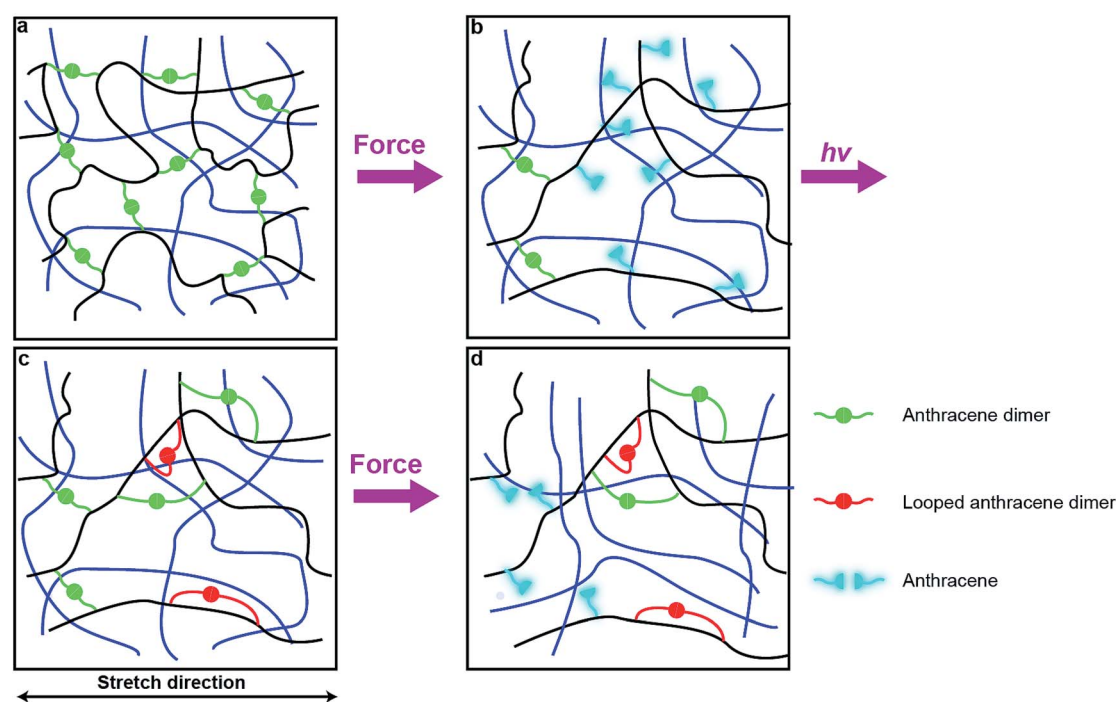 a
b
Force
hv
c
d
Force
Anthracene dimer
Looped anthracene dimer
Anthracene
Stretch direction